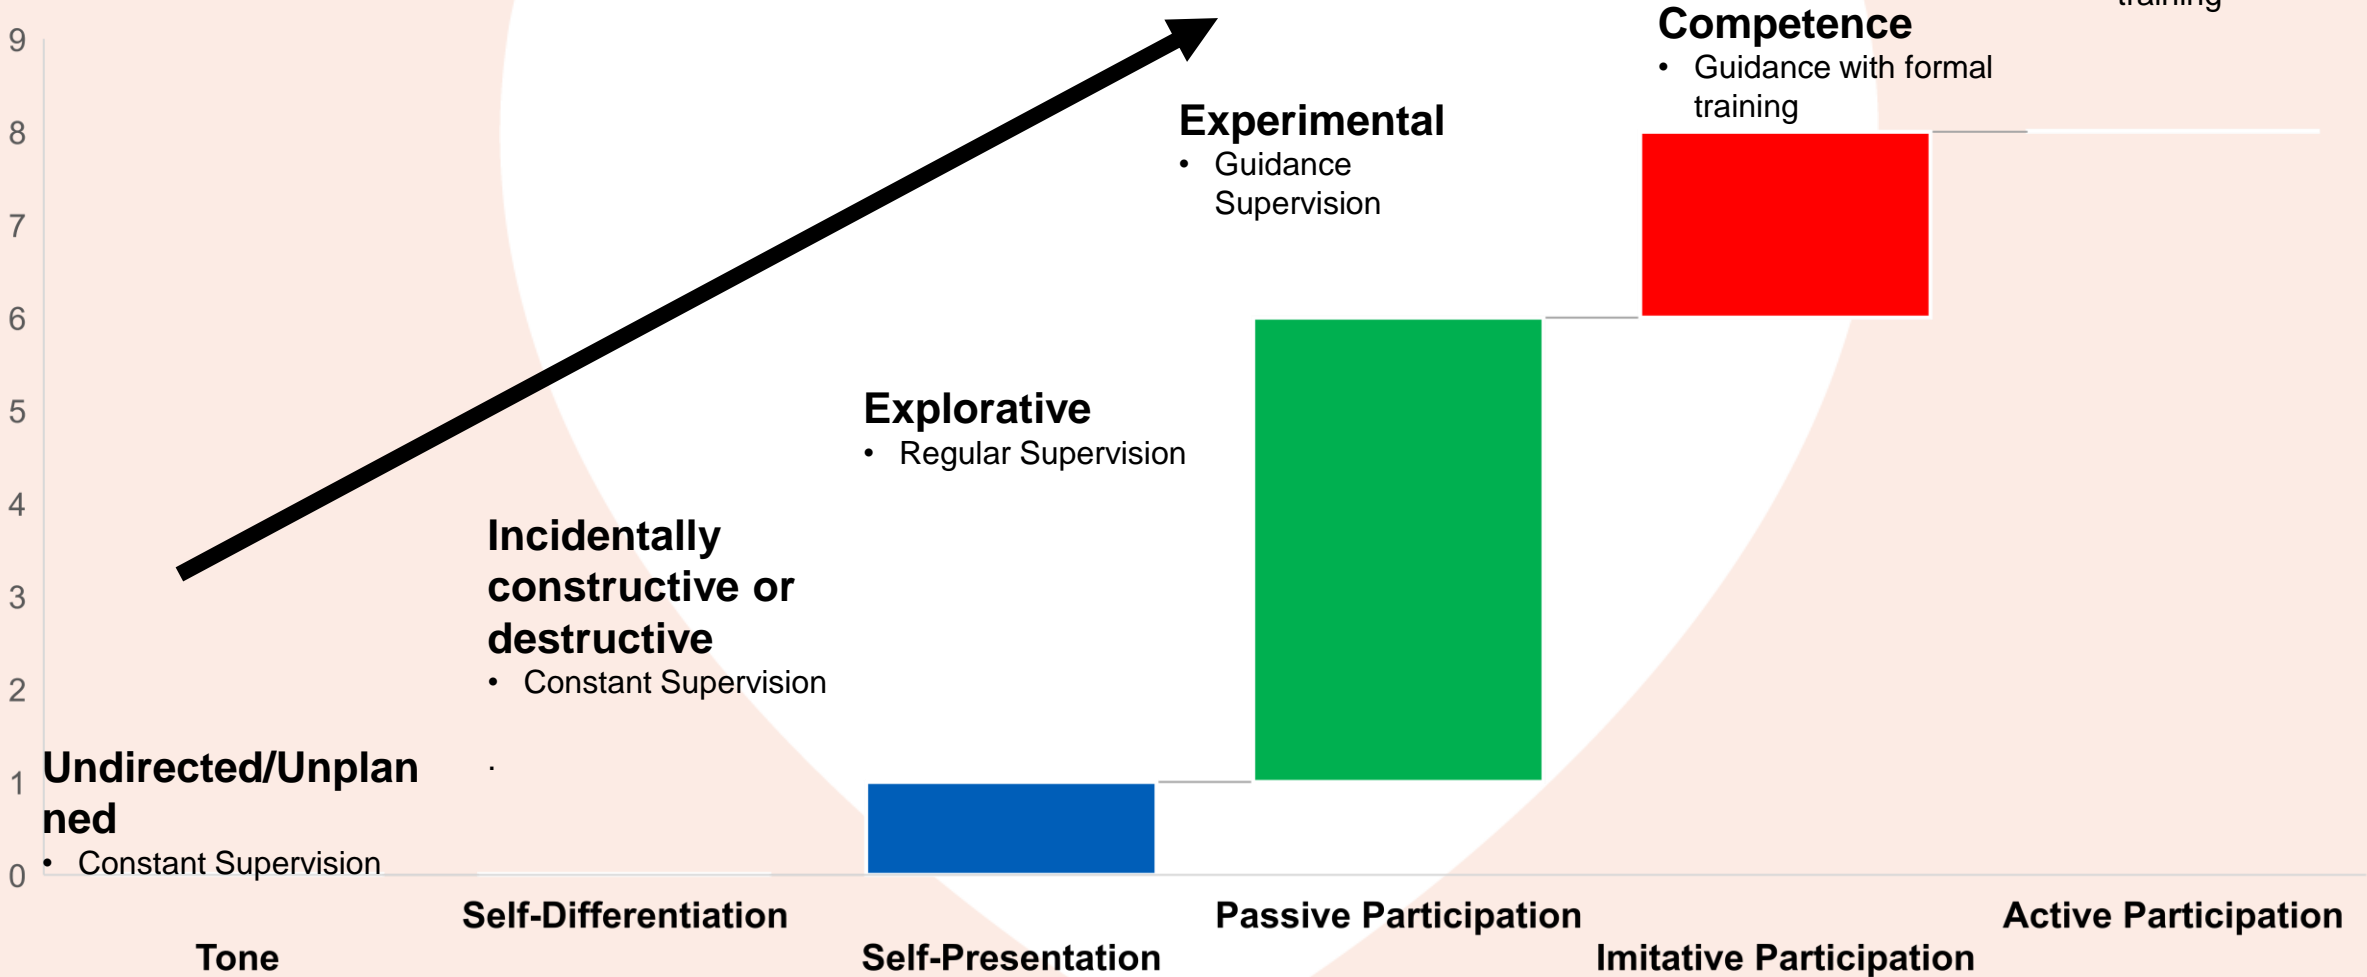 training
9
Competence
• Guidance with formal
training
8
Experimental
• Guidance
Supervision
7
6
5
Explorative
• Regular Supervision
4
Incidentally
constructive or
destructive
• Constant Supervision
3
2
1
Undirected/Unplan
ned
• Constant Supervision
.
0
Self-Differentiation
Passive Participation
Active Participation
Tone
Self-Presentation
Imitative Participation